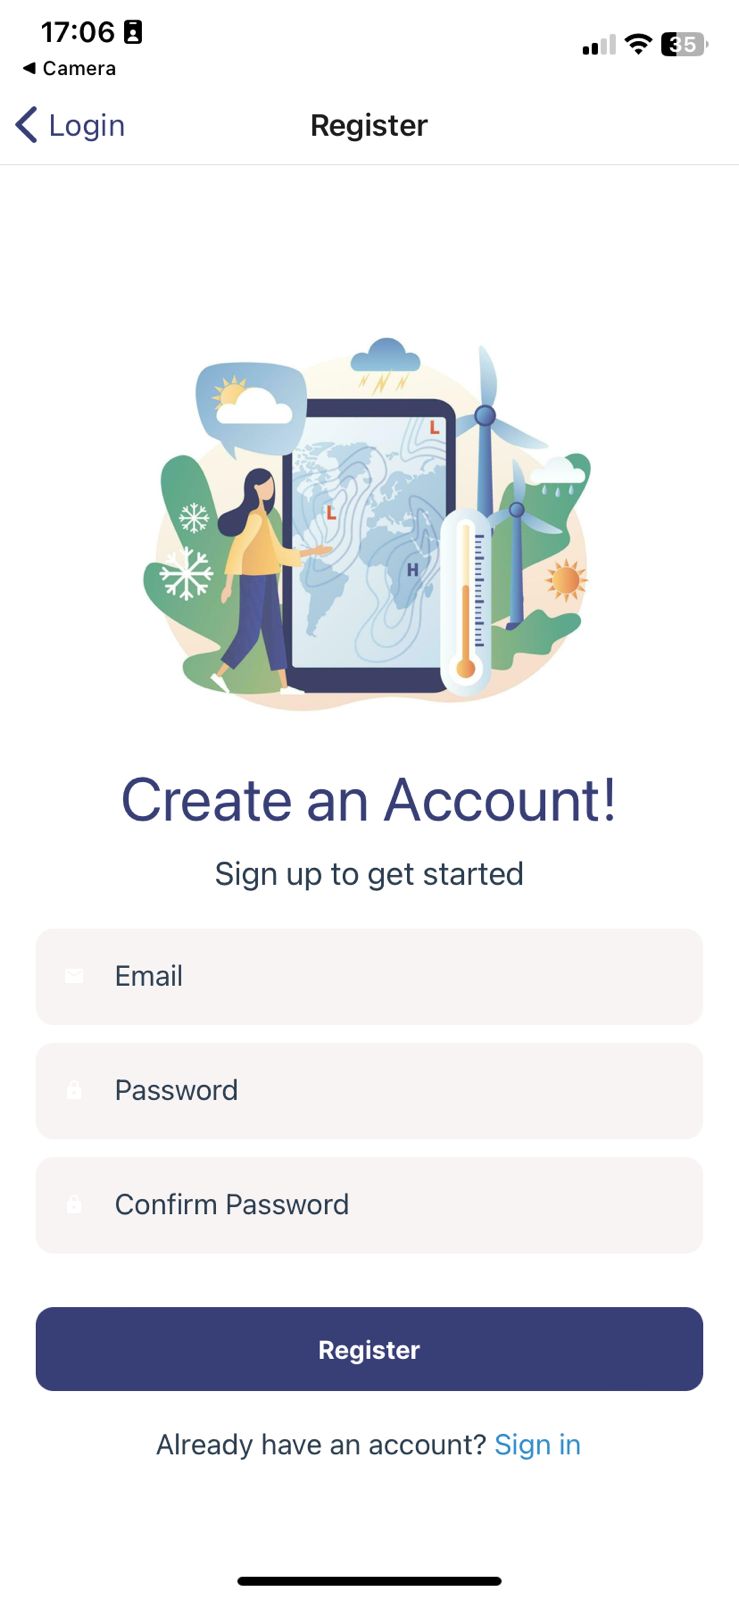 17:06
35
Camera
Login
Register
L
L
H
Create an Account!
Sign up to get started
Email
Password
Confirm Password
Register
Already have an account? Sign in